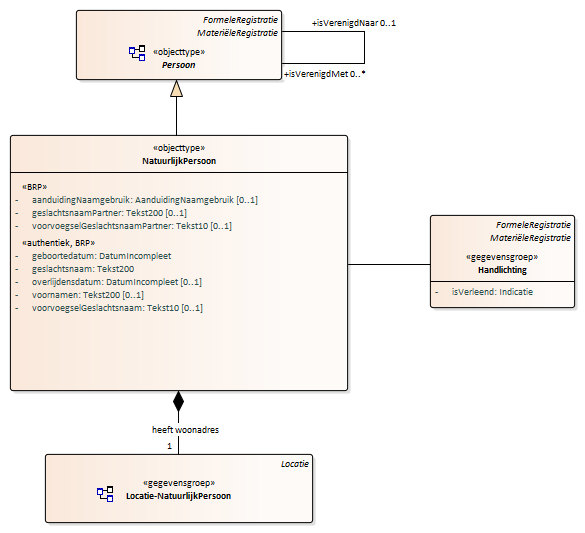 FormeleRegistratie
MaterieleRegistratie
«objecttype»
Persoon
+isVerenigdNaar 0..1
+isVerenigdMet 0..*
«objecttype»
NatuurlijkPersoon
«BRP»
- aanduidingNaamgebruik: AanduidingNaamgebruik [0..1]
- geslachtsnaamPartner: Tekst200 [0..1]
- voorvoegselGeslachtsnaamPartner: Tekst10 [0..1]
«authentiek, BRP»
- geboortedatum: DatumIncompleet
- geslachtsnaam: Tekst200
- overlijdensdatum: DatumIncompleet [0..1]
- voornamen: Tekst200 [0..1]
- voorvoegselGeslachtsnaam: Tekst10 [0..1]
FormeleRegistratie
MateriëleRegistratie
«gegevensgroep»
Handlichting
- isVerleend: Indicatie
heeft woonadres
1
Locatie
«gegevensgroep»
Locatie-NatuurlijkPersoon